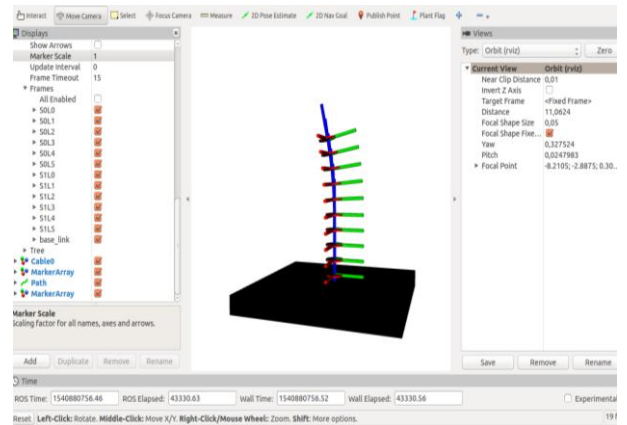 Interact Move Camera Select Focus Camera Measure 2D Pose Estimate 2D Nav Goal Publish Point Plant Flag
Displays
Show Arrows
Marker Scale 1
Update Interval 0
Frame Timeout 15
Frames
All Enabled
S0L0
S0L1
S0L2
S0L3
S0L4
S0L5
S1L0
S1L1
S1L2
S1L3
S1L4
S1L5
base_link
Tree
Cable0
MarkerArray
Path
MarkerArray
Marker Scale
Scaling factor for all names, axes and arrows.
Add Duplicate Remove Rename
Views
Type: Orbit (rviz) Zero
Current View Orbit (rviz)
Near Clip Distance 0,01
Invert Z Axis
Target Frame <Fixed Frame>
Distance 11,0624
Focal Shape Size 0,05
Focal Shape Fixe...
Yaw 0,327524
Pitch 0,0247983
Focal Point -8.2105; -2.8875; 0.30...
Save Remove Rename
Time
ROS Time: 1540880756.46 ROS Elapsed: 43330.63 Wall Time: 1540880756.52 Wall Elapsed: 43330.56 Experimental
Reset Left-Click: Rotate. Middle-Click: Move X/Y. Right-Click/Mouse Wheel: Zoom. Shift: More options. 19 f